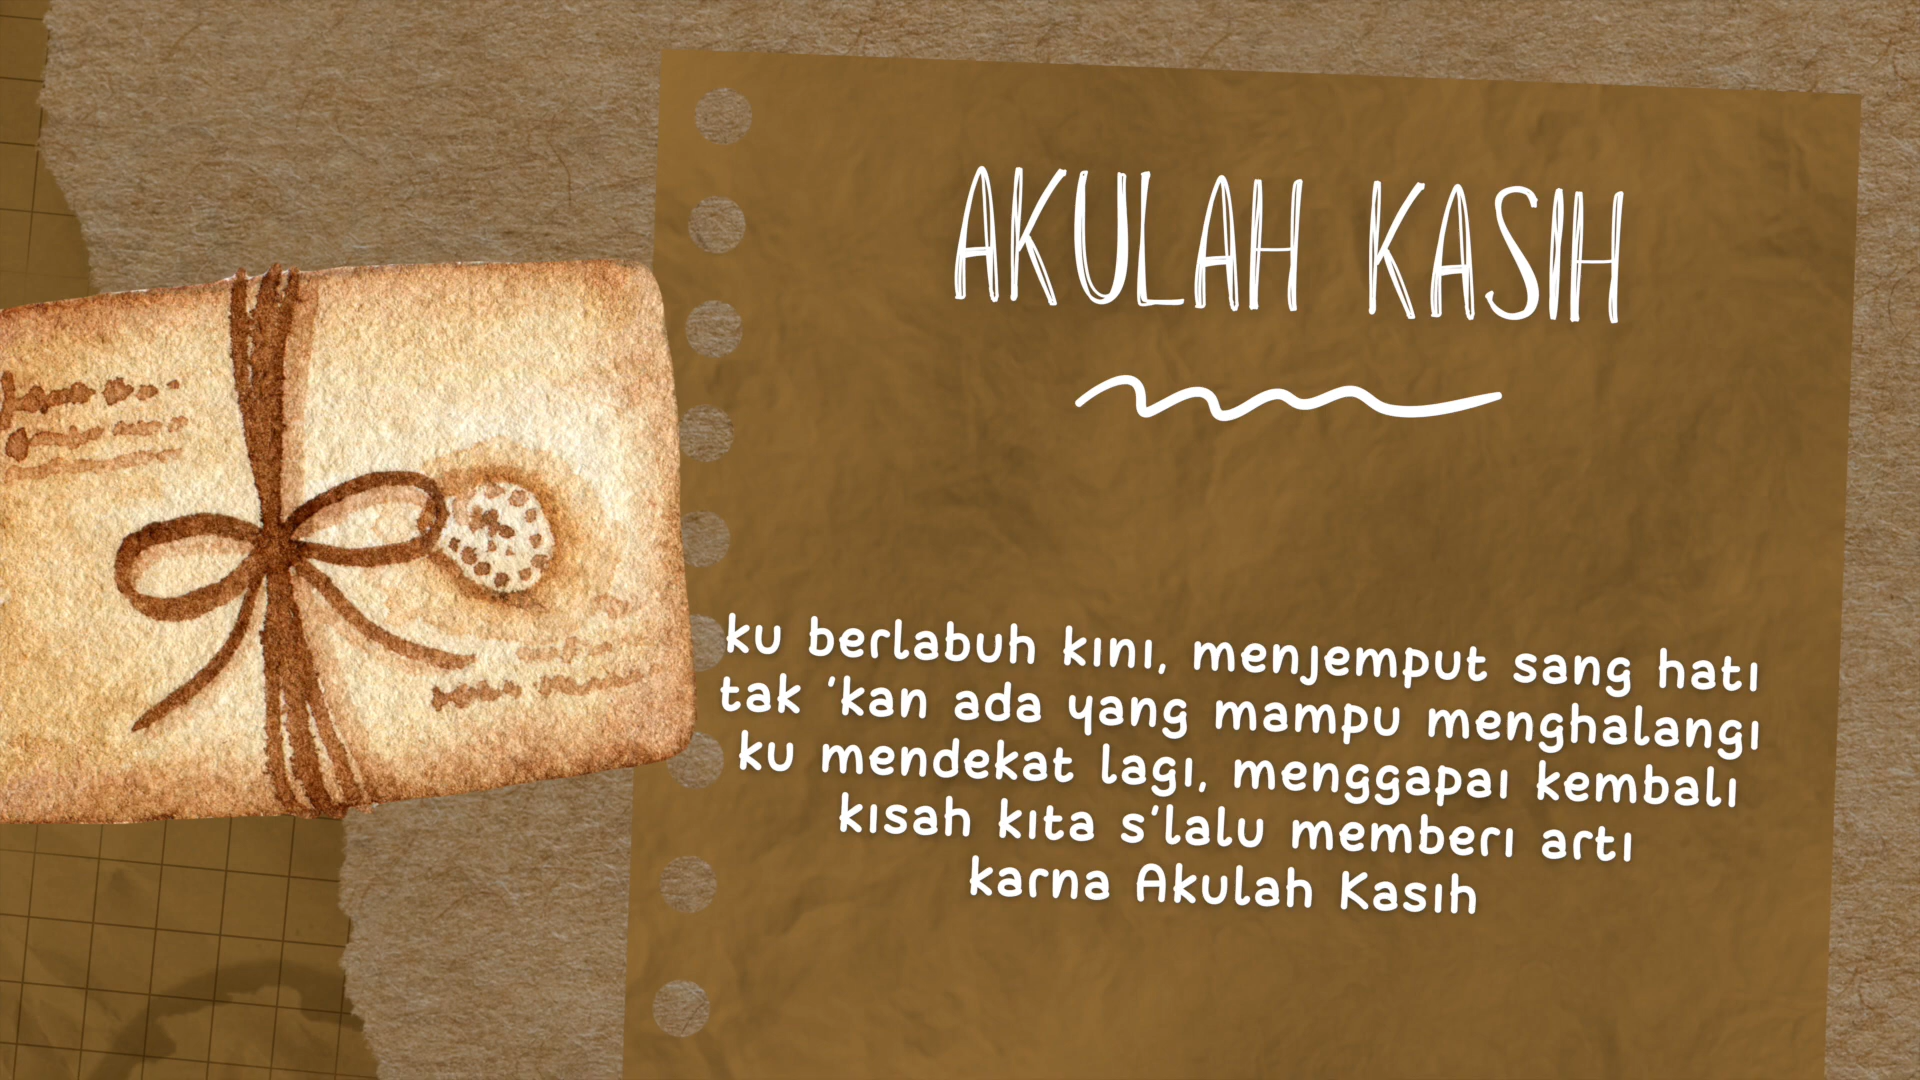 AKULAH KASIH
ku berlabuh kini, menjemput sang hati
tak 'kan ada yang mampu menghalangi
ku mendekat lagi, menggapai kembali
kisah kita s'lalu memberi arti
karna Akulah Kasih